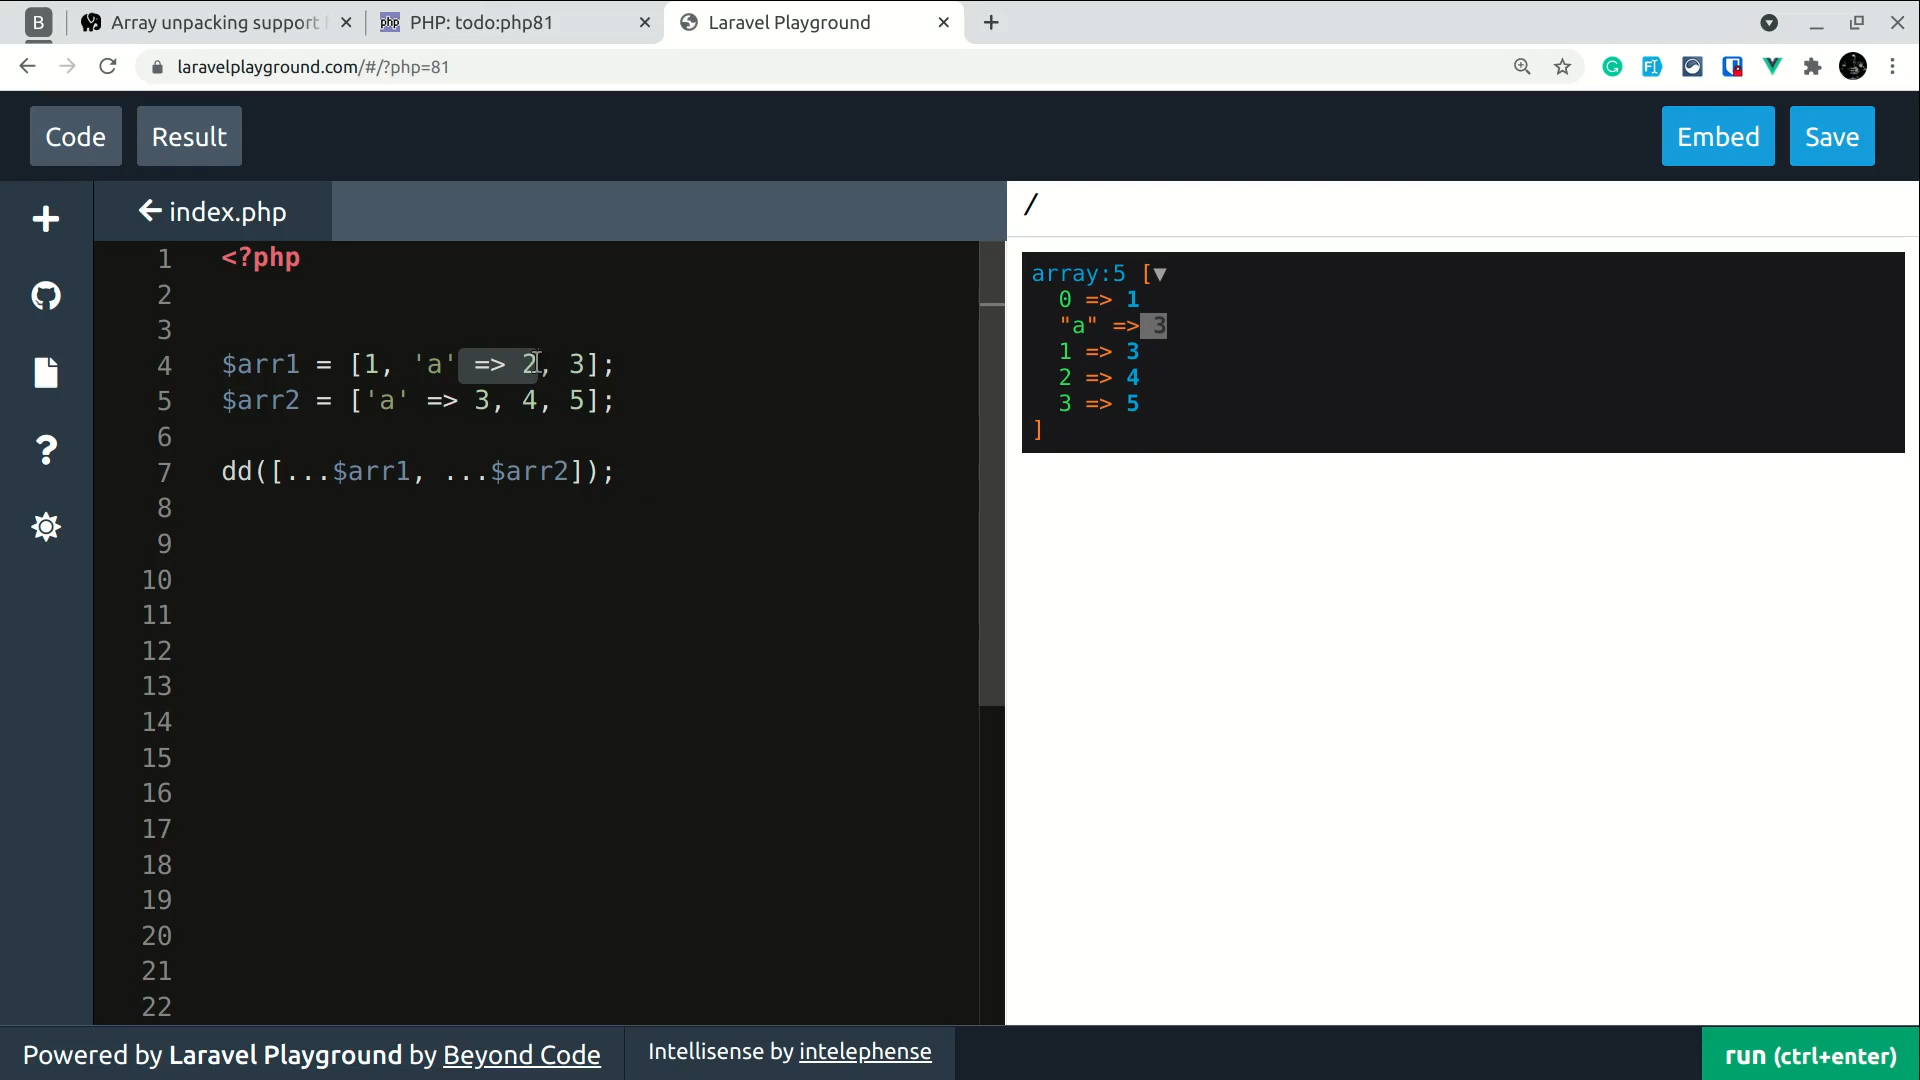 B
Array unpacking support
php PHP: todo:php81
Laravel Playground
laravelplayground.com/#/?php=81
Code
Result
Embed
Save
index.php
/
1 <?php
2
3
4 $arr1 = [1, 'a' => 2, 3];
5 $arr2 = ['a' => 3, 4, 5];
6
7 dd([...$arr1, ...$arr2]);
8
9
10
11
12
13
14
15
16
17
18
19
20
21
22
array:5 [▼
0 => 1
"a" => 3
1 => 3
2 => 4
3 => 5
]
Powered by Laravel Playground by Beyond Code
Intellisense by intelephense
run (ctrl+enter)